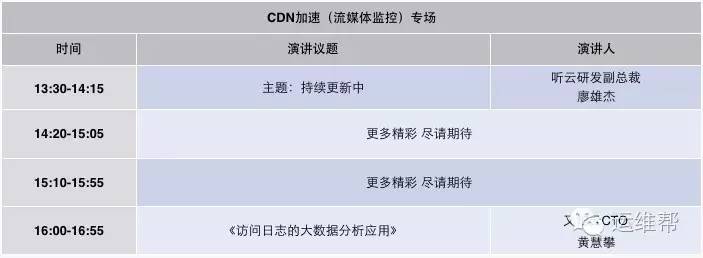 CDN加速（流媒体监控）专场
时间 演讲议题 演讲人
13:30-14:15 主题：持续更新中 听云研发副总裁
廖雄杰
14:20-15:05 更多精彩 尽请期待
15:10-15:55 更多精彩 尽请期待
16:00-16:55 《访问日志的大数据分析应用》 CTO
黄慧攀
运维帮